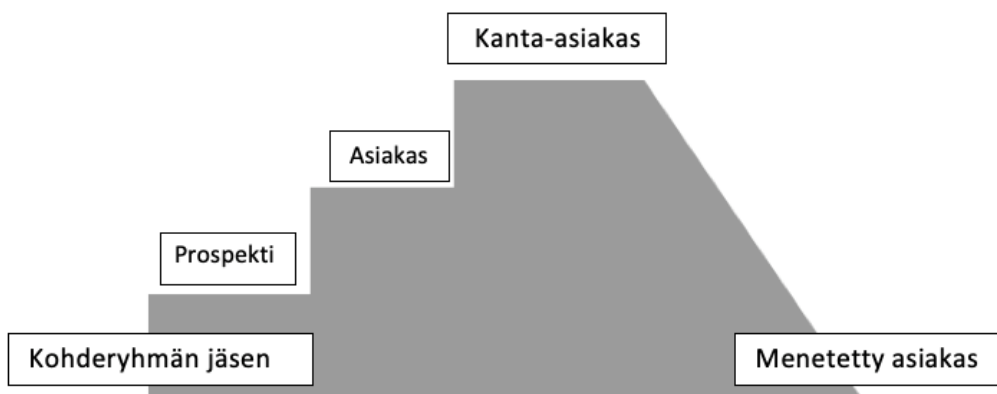 Kanta-asiakas
Asiakas
Prospekti
Kohderyhmän jäsen
Menetetty asiakas